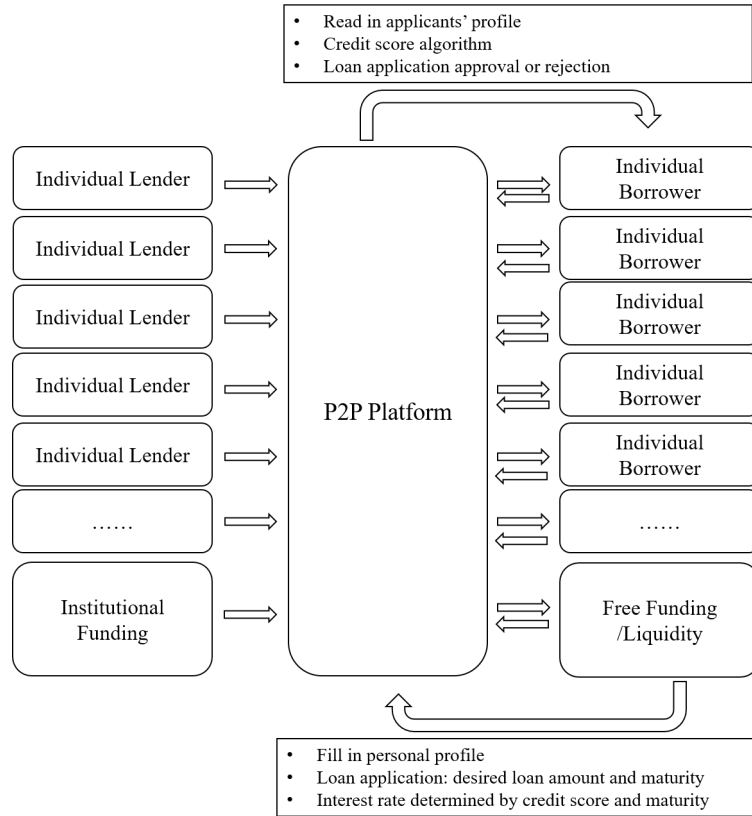 • Read in applicants’ profile
• Credit score algorithm
• Loan application approval or rejection
Individual Lender
Individual Lender
Individual Lender
Individual Lender
Individual Lender
……
Institutional
Funding
P2P Platform
Individual
Borrower
Individual
Borrower
Individual
Borrower
Individual
Borrower
Individual
Borrower
……
Free Funding
/Liquidity
• Fill in personal profile
• Loan application: desired loan amount and maturity
• Interest rate determined by credit score and maturity